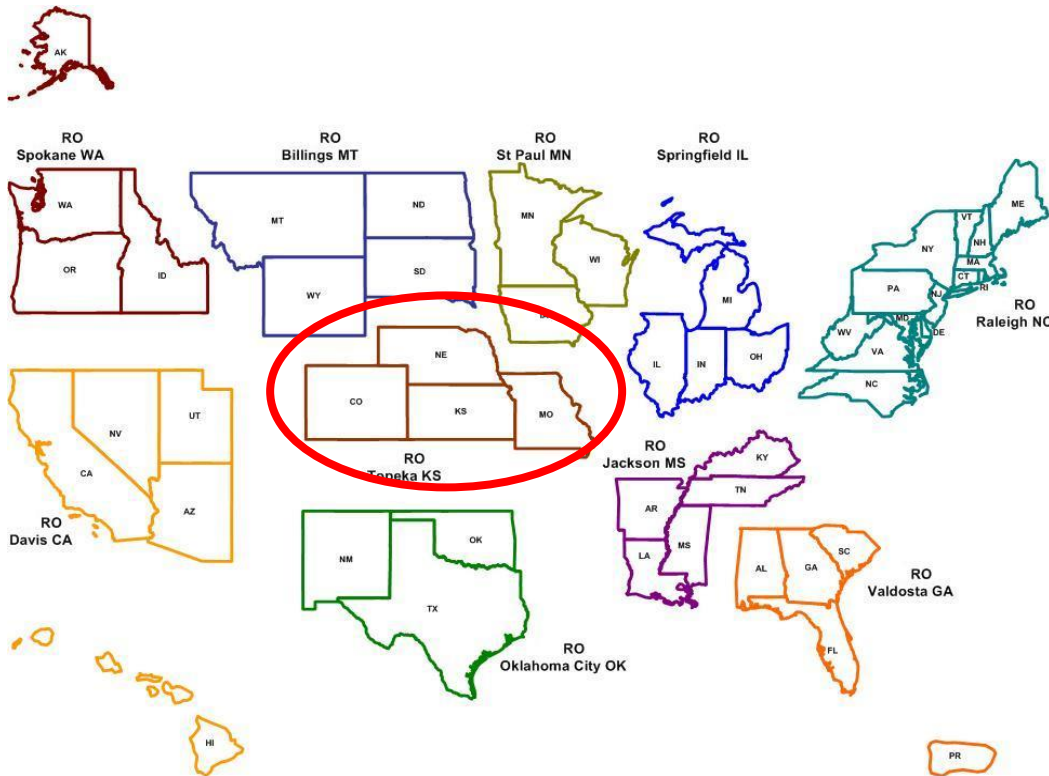 AK
RO
Spokane WA
RO
Billings MT
RO
St Paul MN
RO
Springfield IL
WA
OR
ID
MT
ND
SD
WY
MN
WI
MI
IL
IN
OH
ME
VT
NH
NY
MA
CT
RI
PA
NJ
MD
DE
WV
VA
NC
RO
Raleigh NC
NE
CO
KS
MO
RO
Topeka KS
NV
UT
CA
AZ
RO
Davis CA
RO
Jackson MS
KY
TN
AR
MS
LA
NM
OK
TX
RO
Oklahoma City OK
AL
GA
SC
FL
RO
Valdosta GA
HI
PR